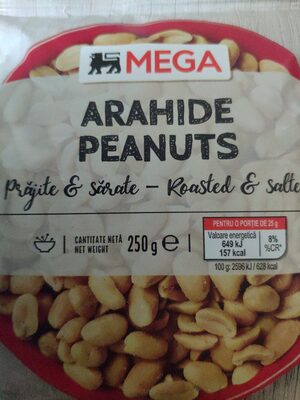 MEGA
ARAHIDE
PEANUTS
Prăjite & sărate – Roasted & salte
CANTITATE NETĂ
NET WEIGHT
250 g e
PENTRU O PORȚIE DE 25 g
Valoare energetică
649 kJ
157 kcal
8%
%CR*
100 g: 2596 kJ / 628 kcal